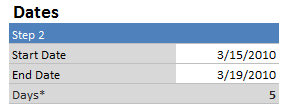 Dates
Step 2
Start Date 3/15/2010
End Date 3/19/2010
Days* 5